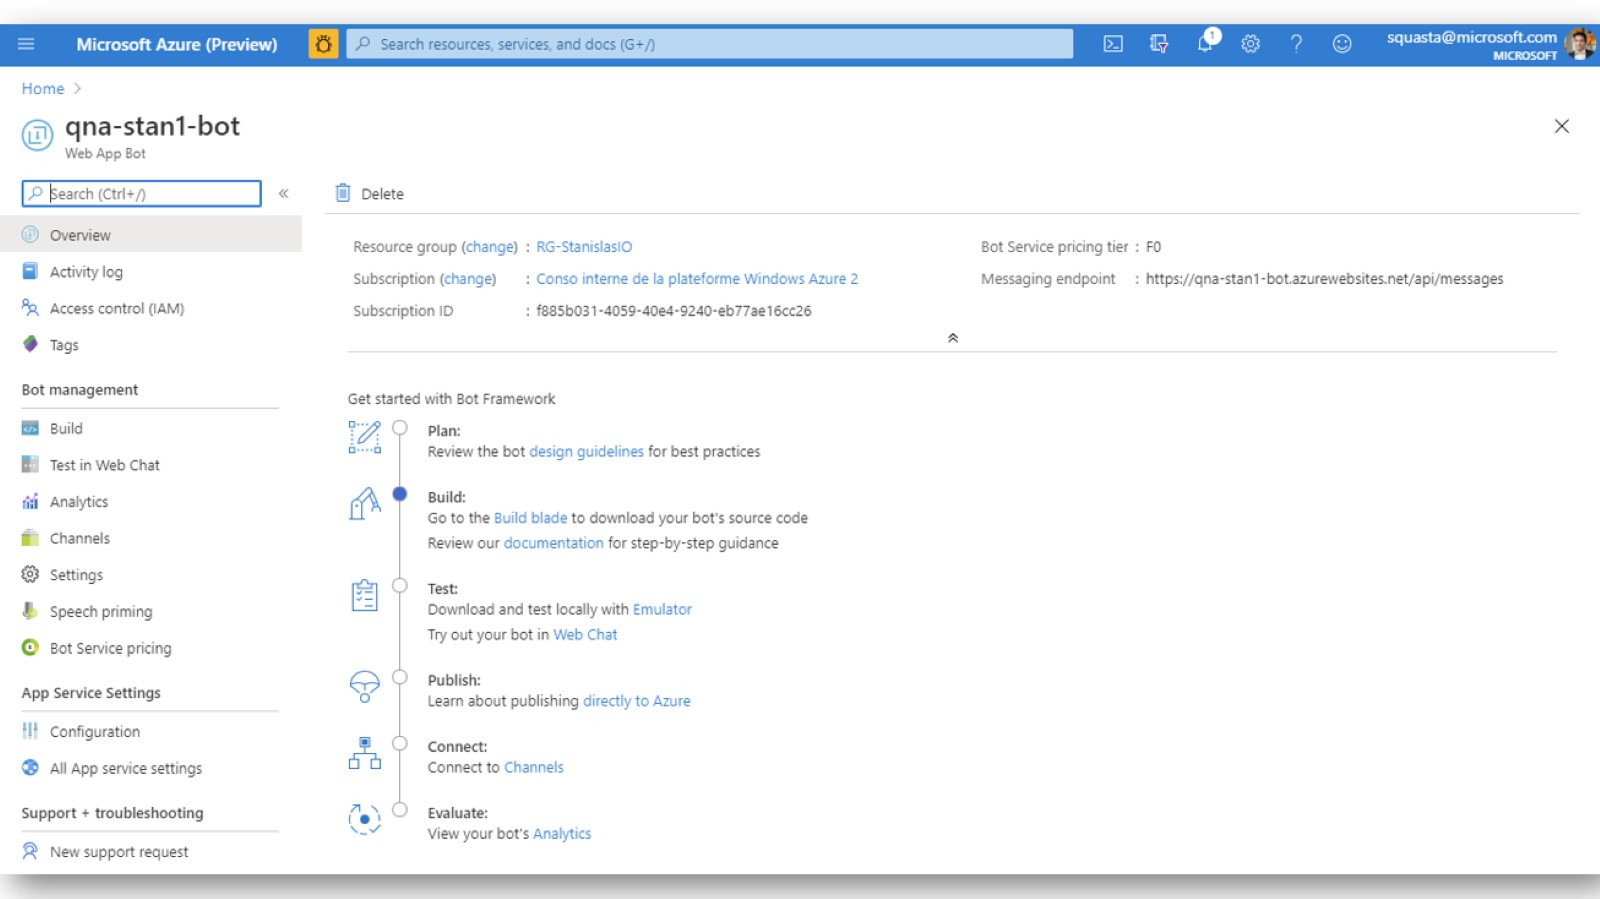 Microsoft Azure (Preview)
Search resources, services, and docs (G+/)
1
squasta@microsoft.com
MICROSOFT
Home >
qna-stan1-bot
Web App Bot
Search (Ctrl+/)
«
Delete
Overview
Activity log
Access control (IAM)
Tags
Bot management
Build
Test in Web Chat
Analytics
Channels
Settings
Speech priming
Bot Service pricing
App Service Settings
Configuration
All App service settings
Support + troubleshooting
New support request
Resource group (change) : RG-StanislasIO
Subscription (change) : Conso interne de la plateforme Windows Azure 2
Subscription ID : f885b031-4059-40e4-9240-eb77ae16cc26
Bot Service pricing tier : F0
Messaging endpoint : https://qna-stan1-bot.azurewebsites.net/api/messages
Get started with Bot Framework
Plan:
Review the bot design guidelines for best practices
Build:
Go to the Build blade to download your bot's source code
Review our documentation for step-by-step guidance
Test:
Download and test locally with Emulator
Try out your bot in Web Chat
Publish:
Learn about publishing directly to Azure
Connect:
Connect to Channels
Evaluate:
View your bot's Analytics